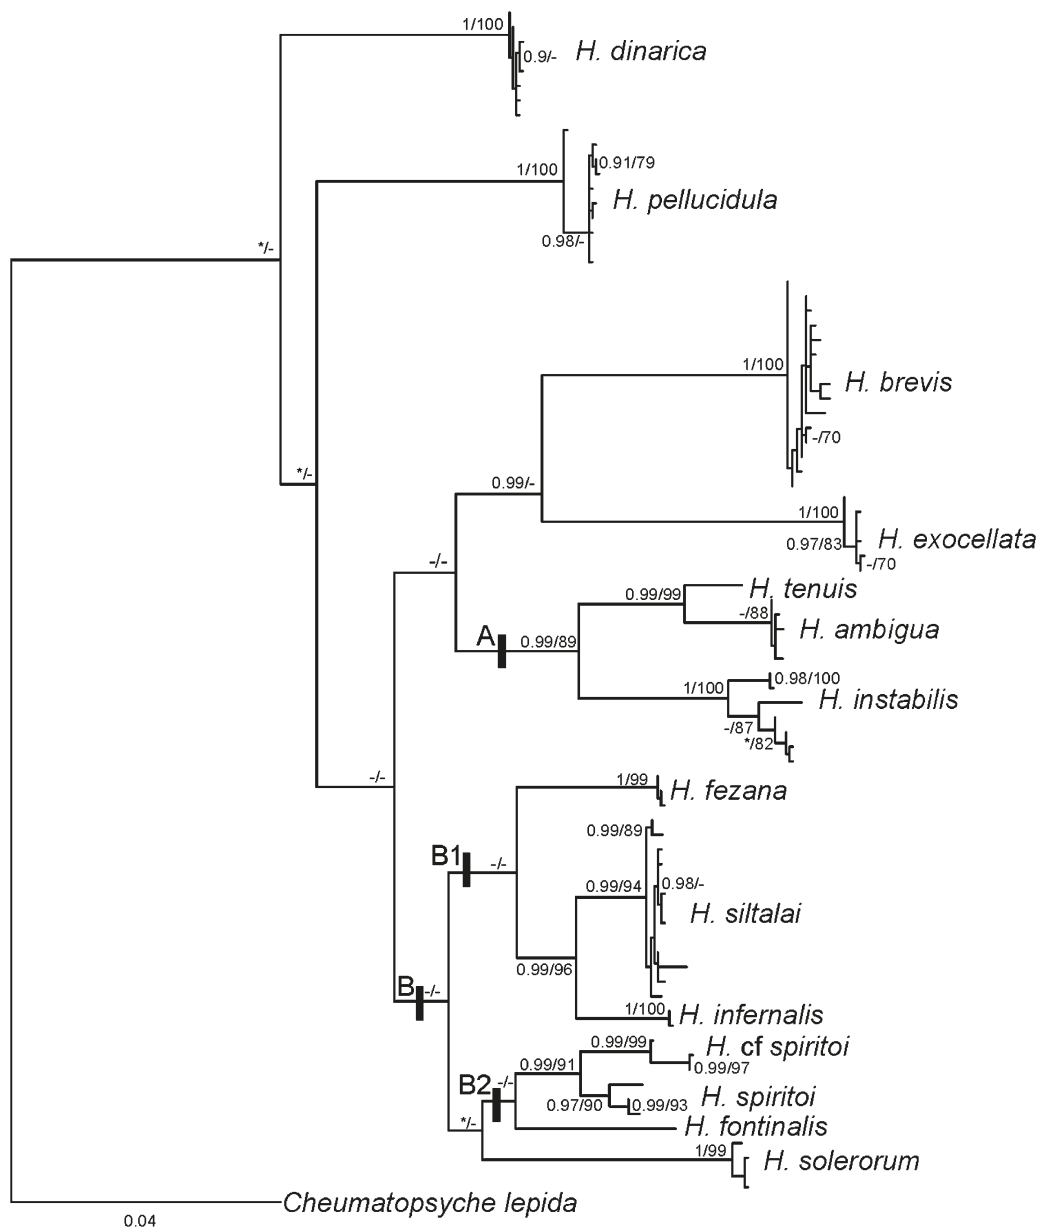 1/100
0.9/-
H. dinarica
0.91/79
1/100
H. pellucidula
0.98/-
*/-
1/100
H. brevis
-/70
*/-
0.99/-
1/100
H. exocellata
0.97/83
-/70
-/-
H. tenuis
0.99/99
-/88
H. ambigua
A
0.99/89
0.98/100
1/100
H. instabilis
-/87
*/82
-/-
1/99
H. fezana
0.99/89
B1
-/-
0.99/94
0.98/-
H. siltalai
0.99/96
B
-/-
1/100
H. infernalis
0.99/99
H. cf spiritoi
0.99/91
0.99/97
B2
-/-
H. spiritoi
0.97/90
0.99/93
*/-
H. fontinalis
1/99
H. solerorum
Cheumatopsyche lepida
0.04